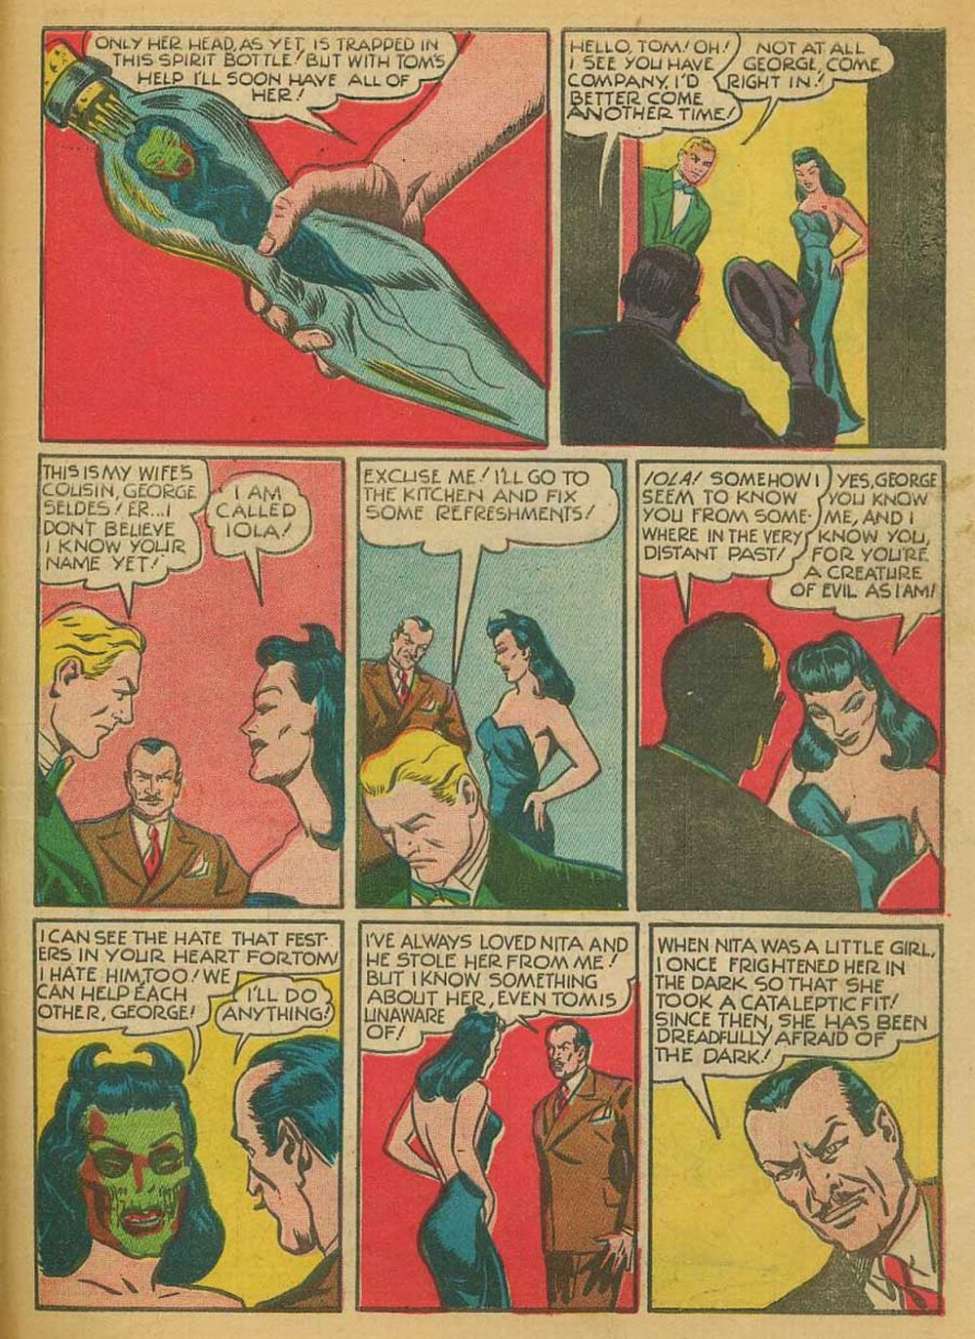 ONLY HER HEAD, AS YET, IS TRAPPED IN
THIS SPIRIT BOTTLE! BUT WITH TOM'S
HELP I'LL SOON HAVE ALL OF
HER!
HELLO, TOM! OH!
I SEE YOU HAVE
COMPANY. I'D
BETTER COME
ANOTHER TIME!
NOT AT ALL
GEORGE, COME
RIGHT IN!
THIS IS MY WIFE'S
COUSIN, GEORGE
SELDES! ER...I
DON'T BELIEVE
I KNOW YOUR
NAME YET!
I AM
CALLED
IOLA!
EXCUSE ME! I'LL GO TO
THE KITCHEN AND FIX
SOME REFRESHMENTS!
IOLA! SOMEHOW I
SEEM TO KNOW
YOU FROM SOME-
WHERE IN THE VERY
DISTANT PAST!
YES, GEORGE
YOU KNOW
ME, AND I
KNOW YOU,
FOR YOU'RE
A CREATURE
OF EVIL AS I AM!
I CAN SEE THE HATE THAT FEST-
ERS IN YOUR HEART FOR TOM!
I HATE HIM, TOO! WE
CAN HELP EACH
OTHER, GEORGE!
I'LL DO
ANYTHING!
I'VE ALWAYS LOVED NITA AND
HE STOLE HER FROM ME!
BUT I KNOW SOMETHING
ABOUT HER, EVEN TOM IS
UNAWARE
OF!
WHEN NITA WAS A LITTLE GIRL,
I ONCE FRIGHTENED HER IN
THE DARK SO THAT SHE
TOOK A CATALEPTIC FIT!
SINCE THEN, SHE HAS BEEN
DREADFULLY AFRAID OF
THE DARK!